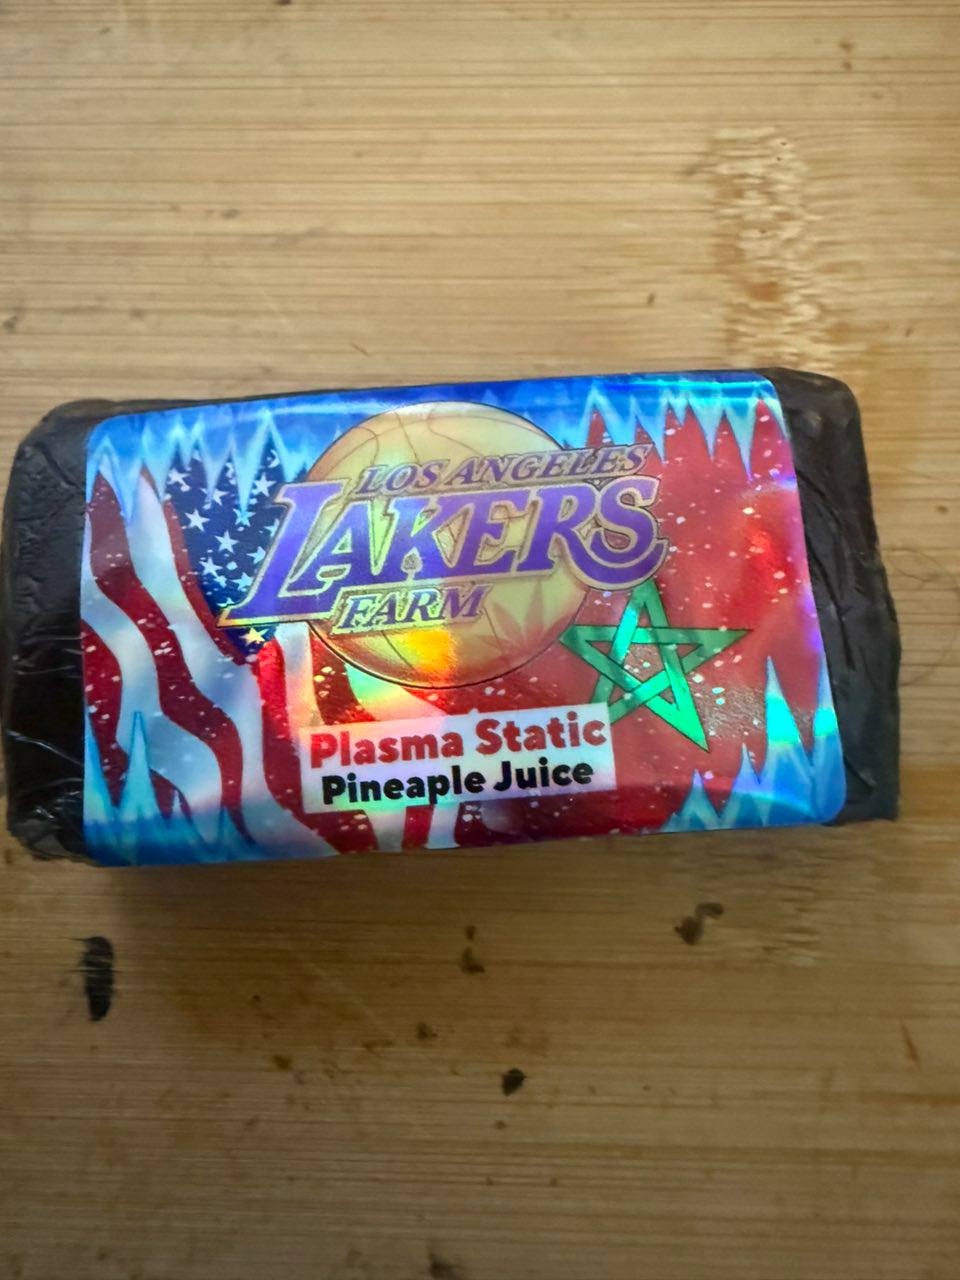 LOS ANGELES
LAKERS
FARM
Plasma Static
Pineaple Juice